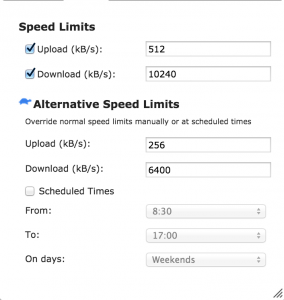 Speed Limits
Upload (kB/s): 512
Download (kB/s): 10240
Alternative Speed Limits
Override normal speed limits manually or at scheduled times
Upload (kB/s): 256
Download (kB/s): 6400
Scheduled Times
From: 8:30
To: 17:00
On days: Weekends